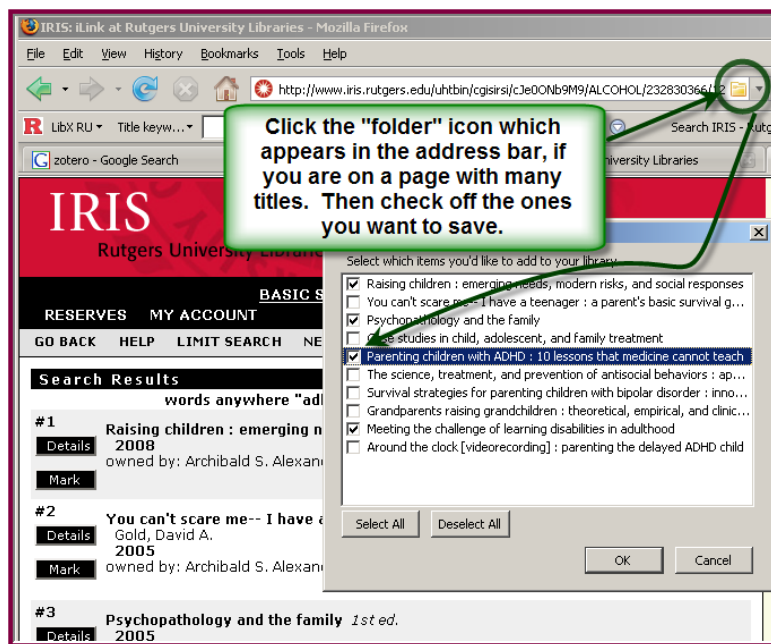 IRIS: iLink at Rutgers University Libraries - Mozilla Firefox
File Edit View History Bookmarks Tools Help
http://www.iris.rutgers.edu/uhtbin/cgisirsi/cJe0ONb9M9/ALCOHOL/232830366/12
R LibX RU Title keyw... Search IRIS - Rutg
G zotero - Google Search niversity Libraries
Click the "folder" icon which
appears in the address bar, if
you are on a page with many
titles. Then check off the ones
you want to save.
IRIS
Rutgers University Librarie
BASIC S
RESERVES MY ACCOUNT
GO BACK HELP LIMIT SEARCH NE
Select which items you'd like to add to your library
Raising children : emerging needs, modern risks, and social responses
You can't scare me-- I have a teenager : a parent's basic survival g...
Psychopathology and the family
Case studies in child, adolescent, and family treatment
Parenting children with ADHD : 10 lessons that medicine cannot teach
The science, treatment, and prevention of antisocial behaviors : ap...
Survival strategies for parenting children with bipolar disorder : inno...
Grandparents raising grandchildren : theoretical, empirical, and clinic...
Meeting the challenge of learning disabilities in adulthood
Around the clock [videorecording] : parenting the delayed ADHD child
Select All Deselect All
OK Cancel
Search Results
words anywhere "adl
#1
Details
Mark
Raising children : emerging n
2008
owned by: Archibald S. Alexan
#2
Details
Mark
You can't scare me-- I have a
Gold, David A.
2005
owned by: Archibald S. Alexan
#3
Details
Psychopathology and the family 1st ed.
2005